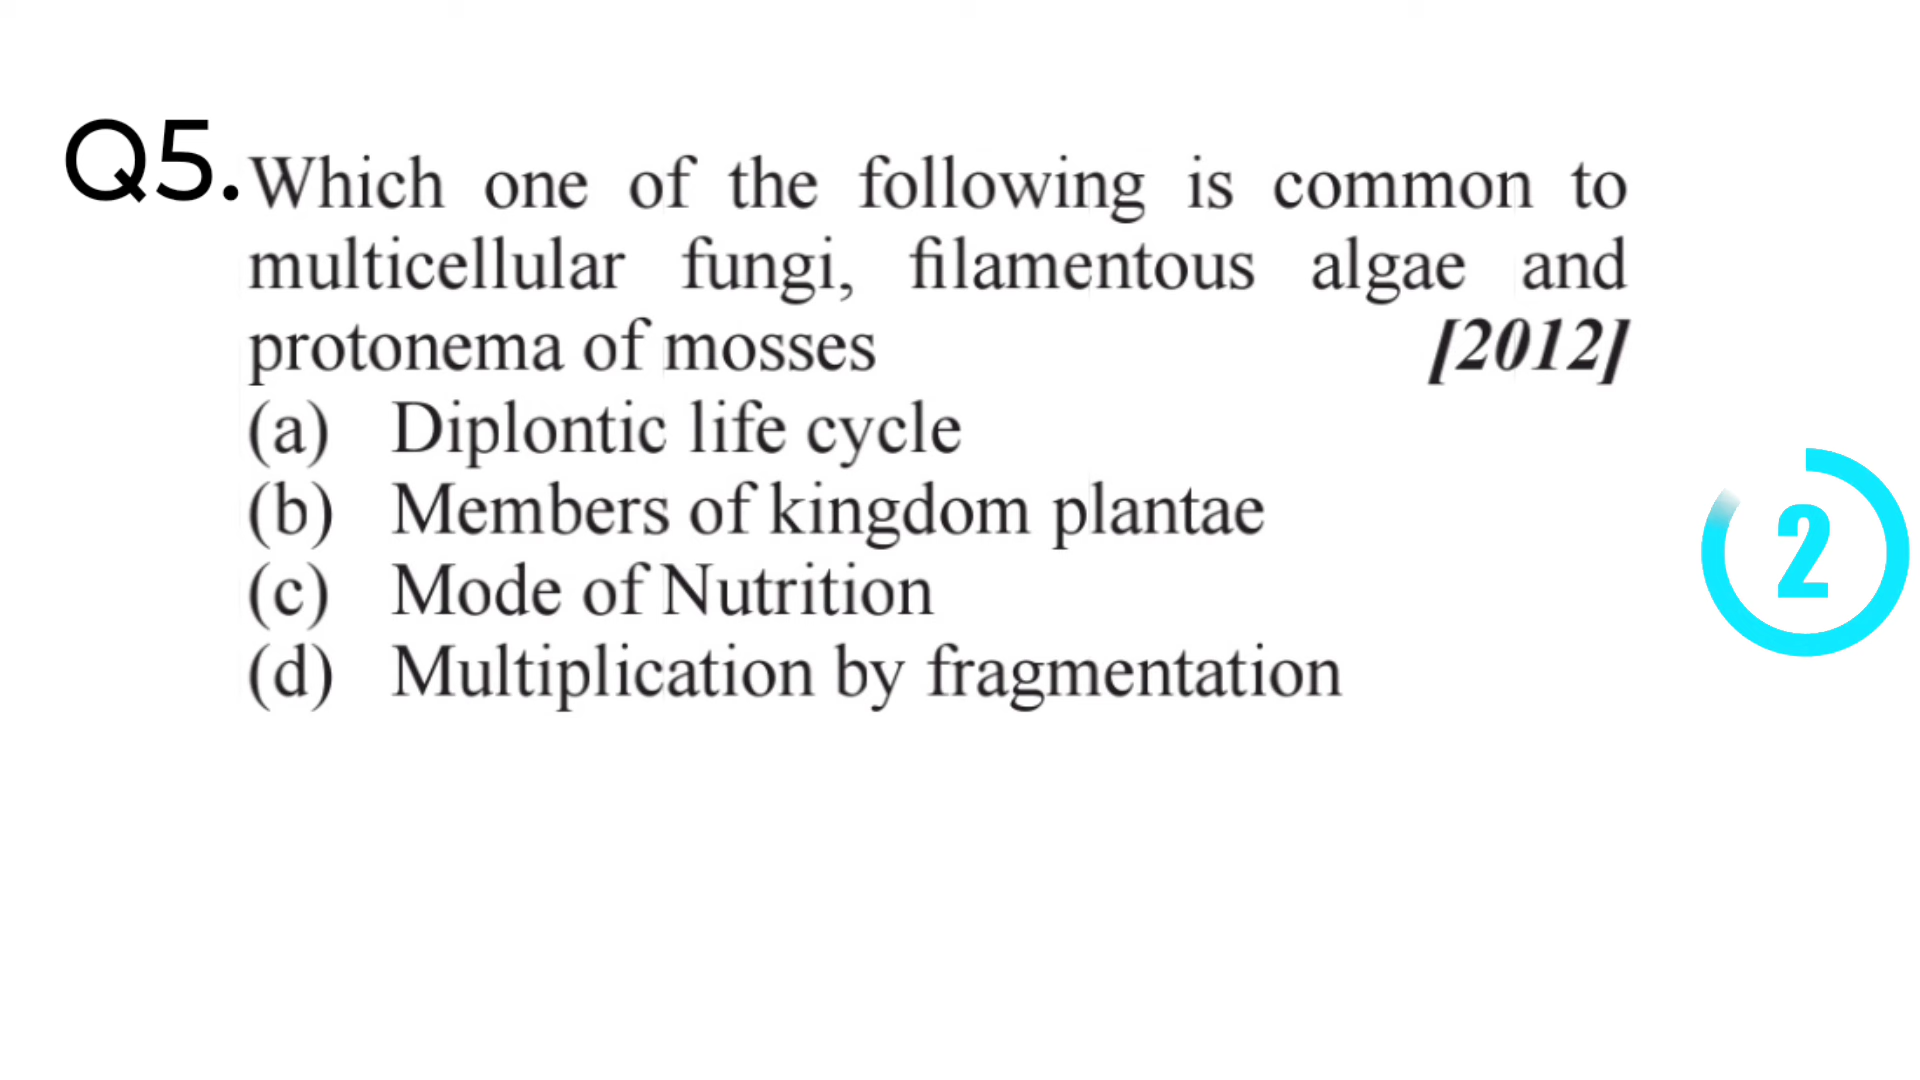 Q5. Which one of the following is common to
multicellular fungi, filamentous algae and
protonema of mosses [2012]
(a) Diplontic life cycle
(b) Members of kingdom plantae
(c) Mode of Nutrition
(d) Multiplication by fragmentation
2